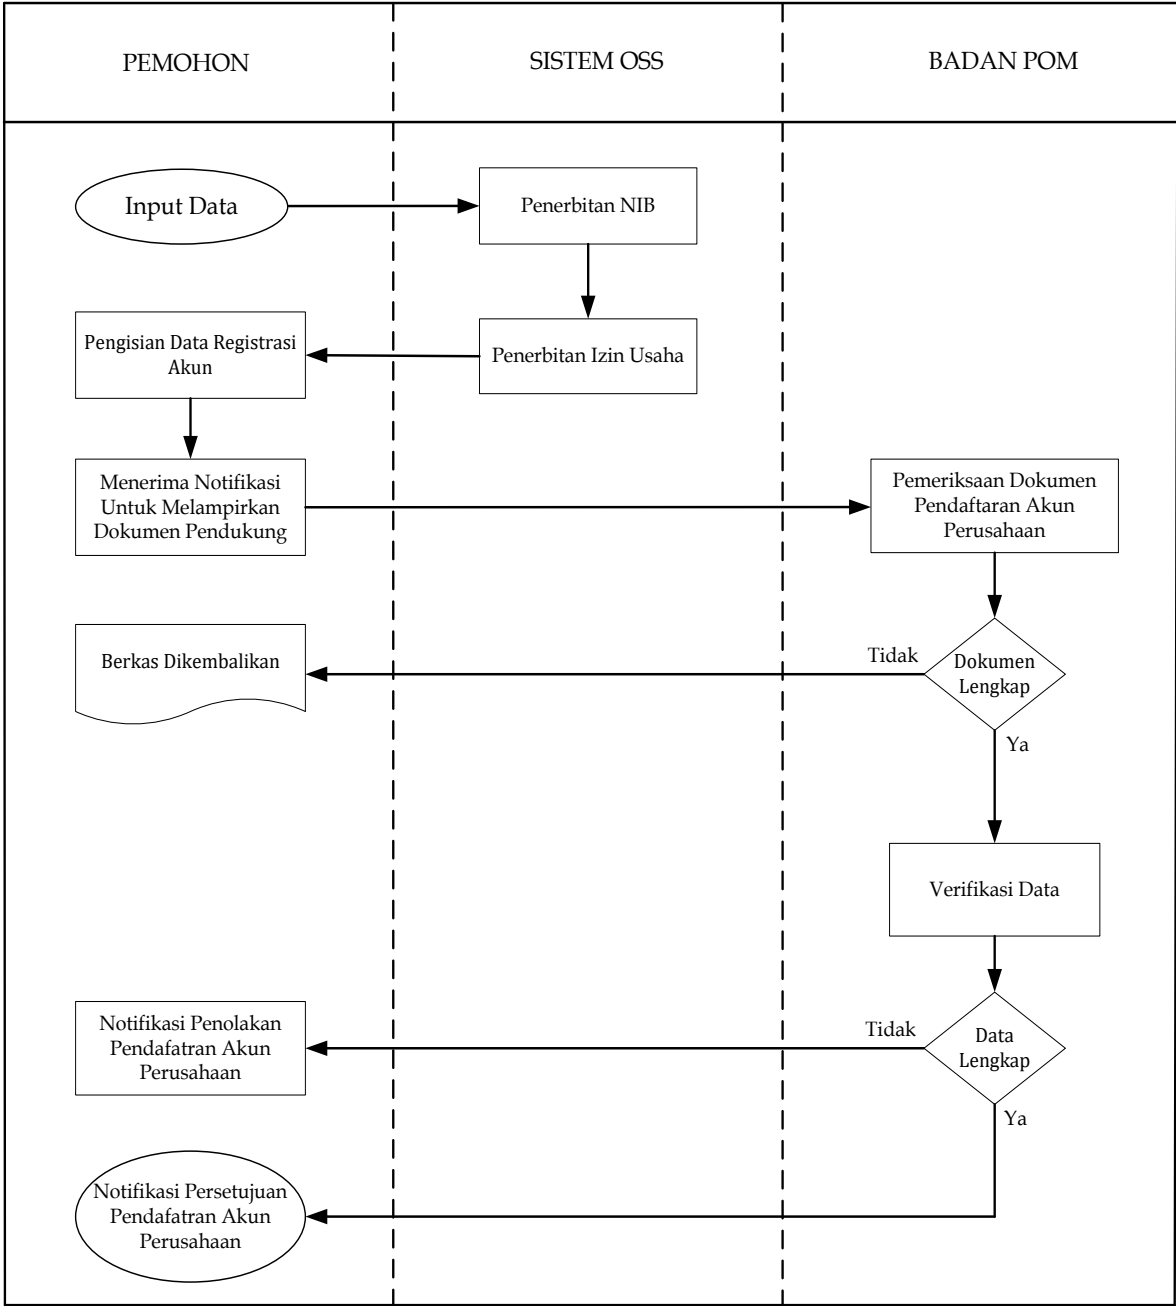 PEMOHON
SISTEM OSS
BADAN POM
Input Data
Penerbitan NIB
Pengisian Data Registrasi
Akun
Penerbitan Izin Usaha
Menerima Notifikasi
Untuk Melampirkan
Dokumen Pendukung
Pemeriksaan Dokumen
Pendaftaran Akun
Perusahaan
Berkas Dikembalikan
Tidak
Dokumen
Lengkap
Ya
Verifikasi Data
Notifikasi Penolakan
Pendafatran Akun
Perusahaan
Tidak
Data
Lengkap
Ya
Notifikasi Persetujuan
Pendafatran Akun
Perusahaan